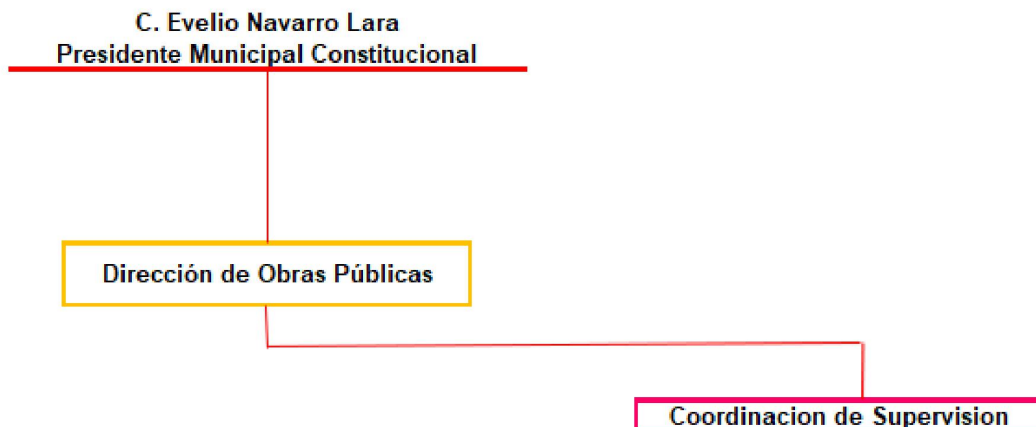 C. Evelio Navarro Lara
Presidente Municipal Constitucional
Dirección de Obras Públicas
Coordinacion de Supervision